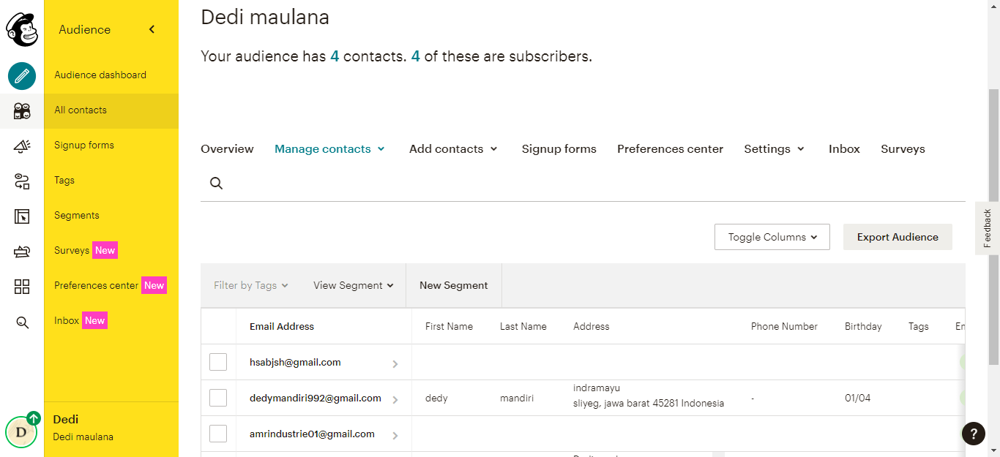 Dedi maulana
Audience
Your audience has 4 contacts. 4 of these are subscribers.
Audience dashboard
All contacts
Signup forms
Tags
Segments
Surveys New
Preferences center New
Inbox New
Dedi
Dedi maulana
D
Overview Manage contacts Add contacts Signup forms Preferences center Settings Inbox Surveys
Feedback
Toggle Columns Export Audience
Filter by Tags View Segment New Segment
Email Address First Name Last Name Address Phone Number Birthday Tags
hsabjsh@gmail.com
dedymandiri992@gmail.com dedy mandiri indramayu
sliyeg, jawa barat 45281 Indonesia - 01/04
amrindustrie01@gmail.com
?